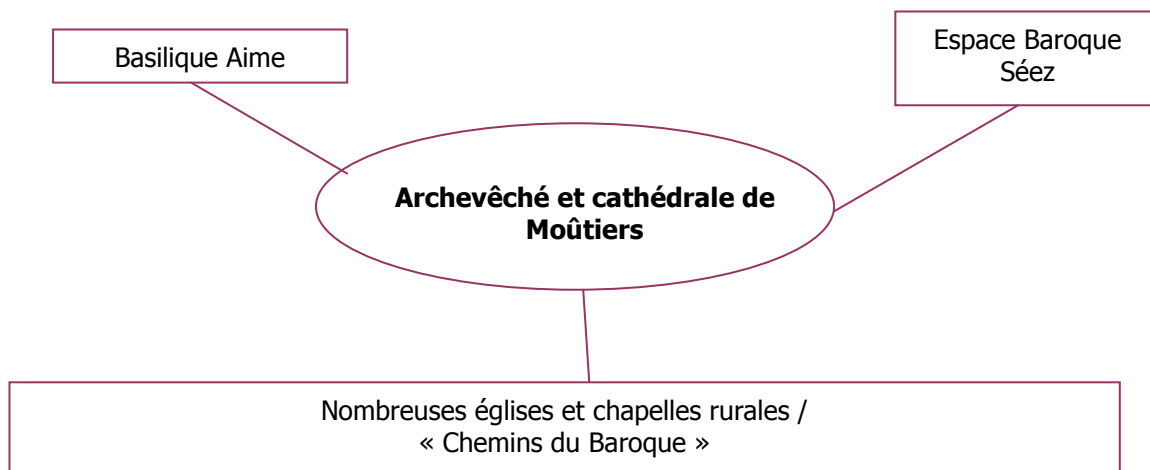 Basilique Aime
Espace Baroque
Séez
Archevêché et cathédrale de
Moûtiers
Nombreuses églises et chapelles rurales /
« Chemins du Baroque »